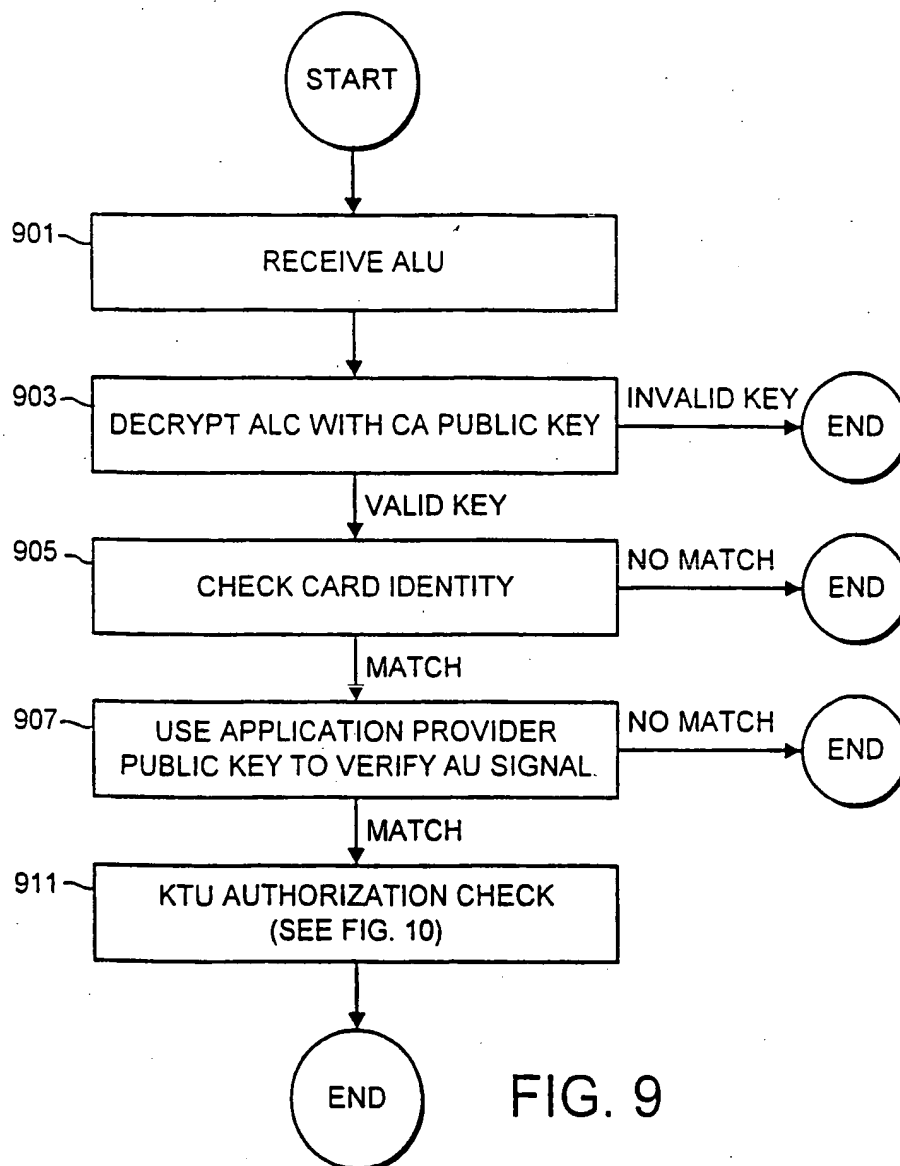 START
901
RECEIVE ALU
903
DECRYPT ALC WITH CA PUBLIC KEY
INVALID KEY
END
VALID KEY
905
CHECK CARD IDENTITY
NO MATCH
END
MATCH
907
USE APPLICATION PROVIDER
PUBLIC KEY TO VERIFY AU SIGNAL.
NO MATCH
END
MATCH
911
KTU AUTHORIZATION CHECK
(SEE FIG. 10)
END
FIG. 9